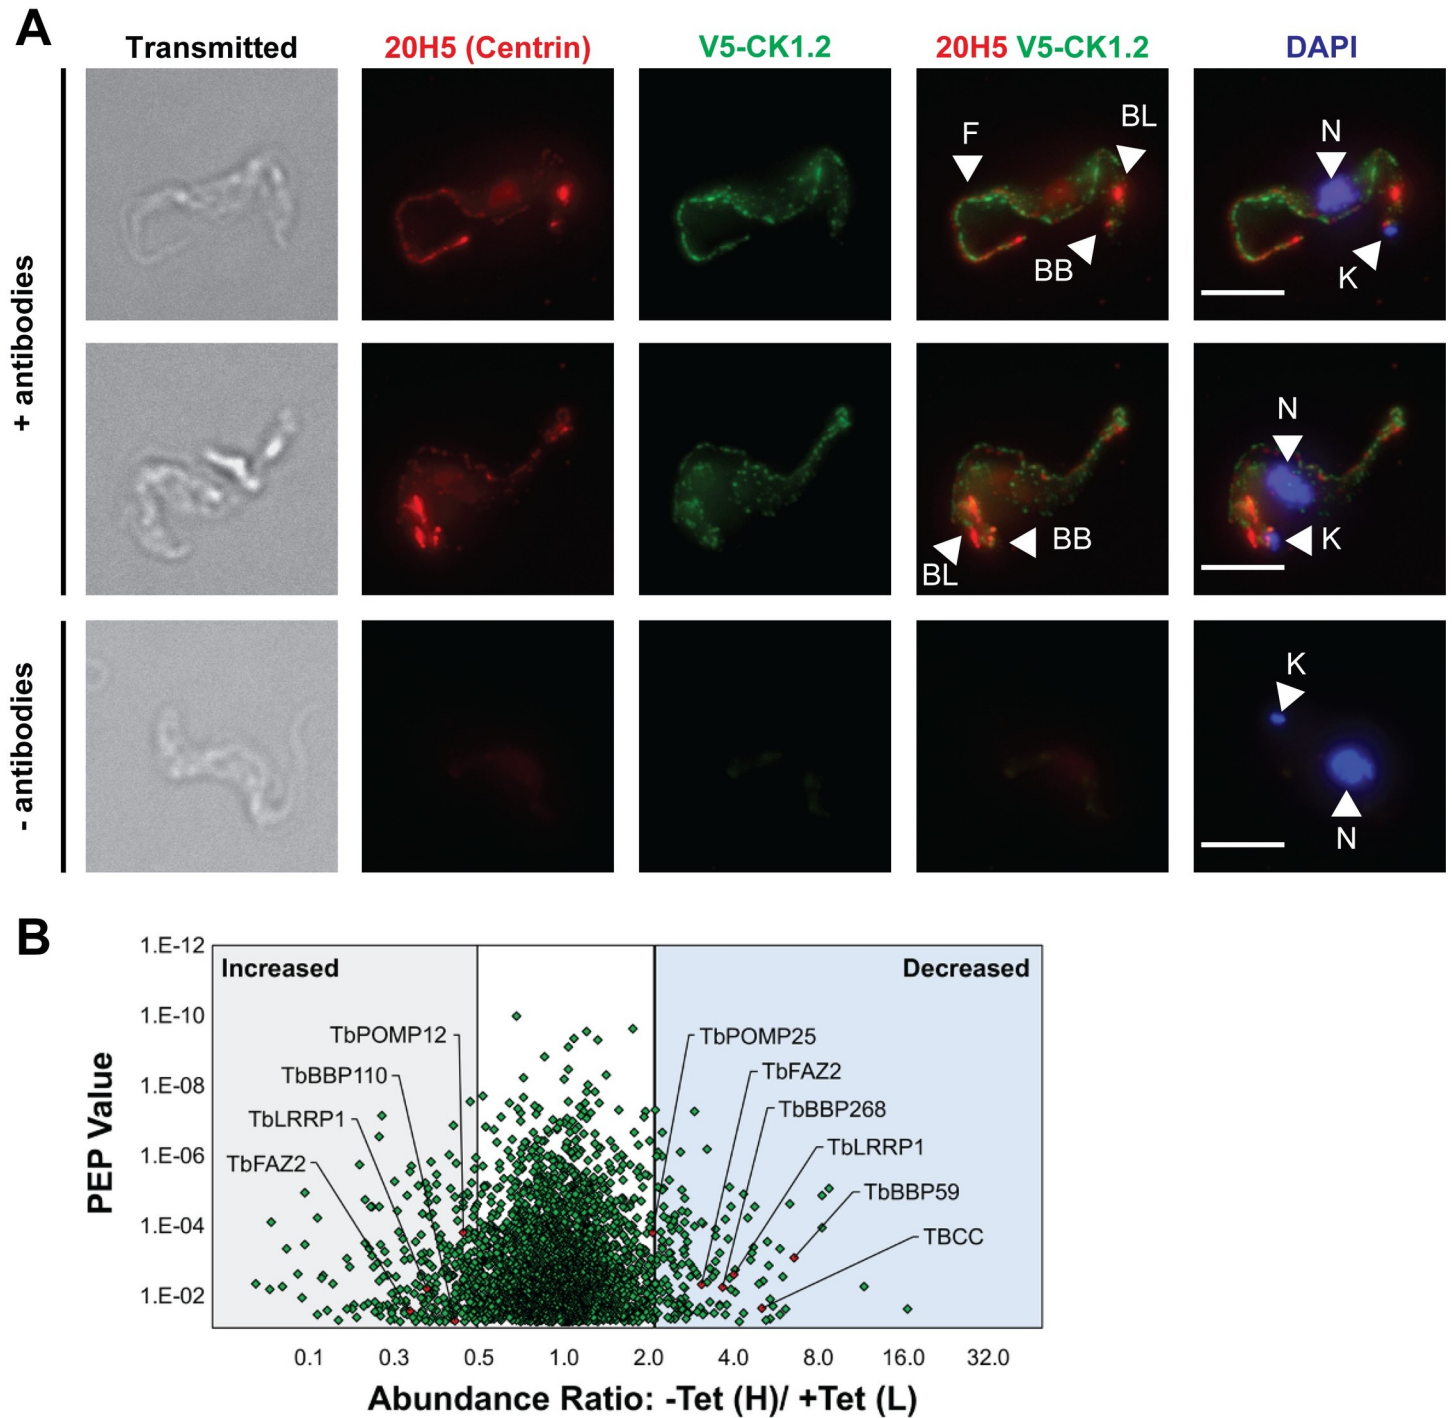 A
Transmitted
20H5 (Centrin)
V5-CK1.2
20H5 V5-CK1.2
DAPI
+ antibodies
F
BL
BB
N
K
N
BL
BB
K
- antibodies
K
N
B
PEP Value
1.E-12
1.E-10
1.E-08
1.E-06
1.E-04
1.E-02
Increased
Decreased
TbPOMP12
TbBBP110
TbLRRP1
TbFAZ2
TbPOMP25
TbFAZ2
TbBBP268
TbLRRP1
TbBBP59
TBCC
0.1 0.3 0.5 1.0 2.0 4.0 8.0 16.0 32.0
Abundance Ratio: -Tet (H)/ +Tet (L)